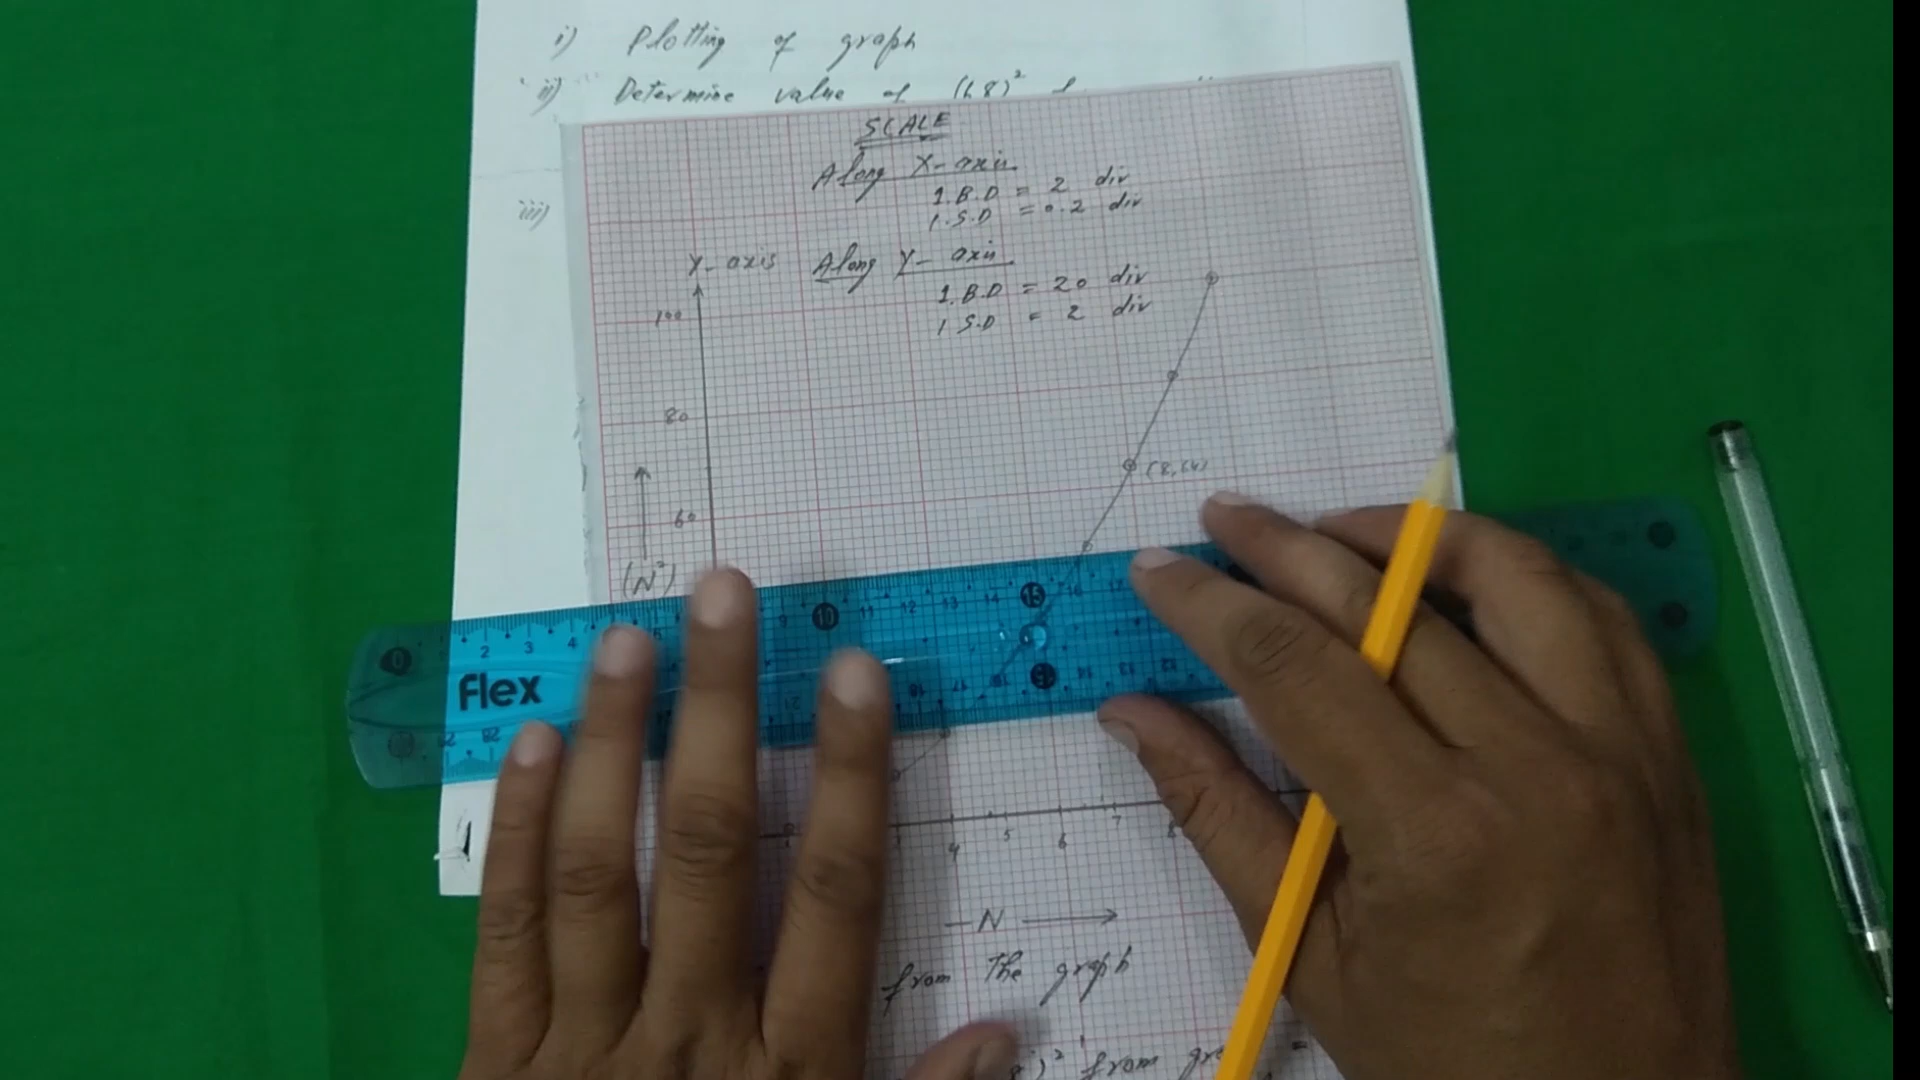 i) Plotting of graph
ii) Determine value of (6.8)²
iii)
SCALE
Along X-axis
1.B.D = 2 div
1.S.D = 0.2 div
Y-axis Along Y-axis
1.B.D = 20 div
1 S.D = 2 div
100
80
(8,64)
60
(N²)
Flex
4 5 6 7 8
N
from the graph
)² from